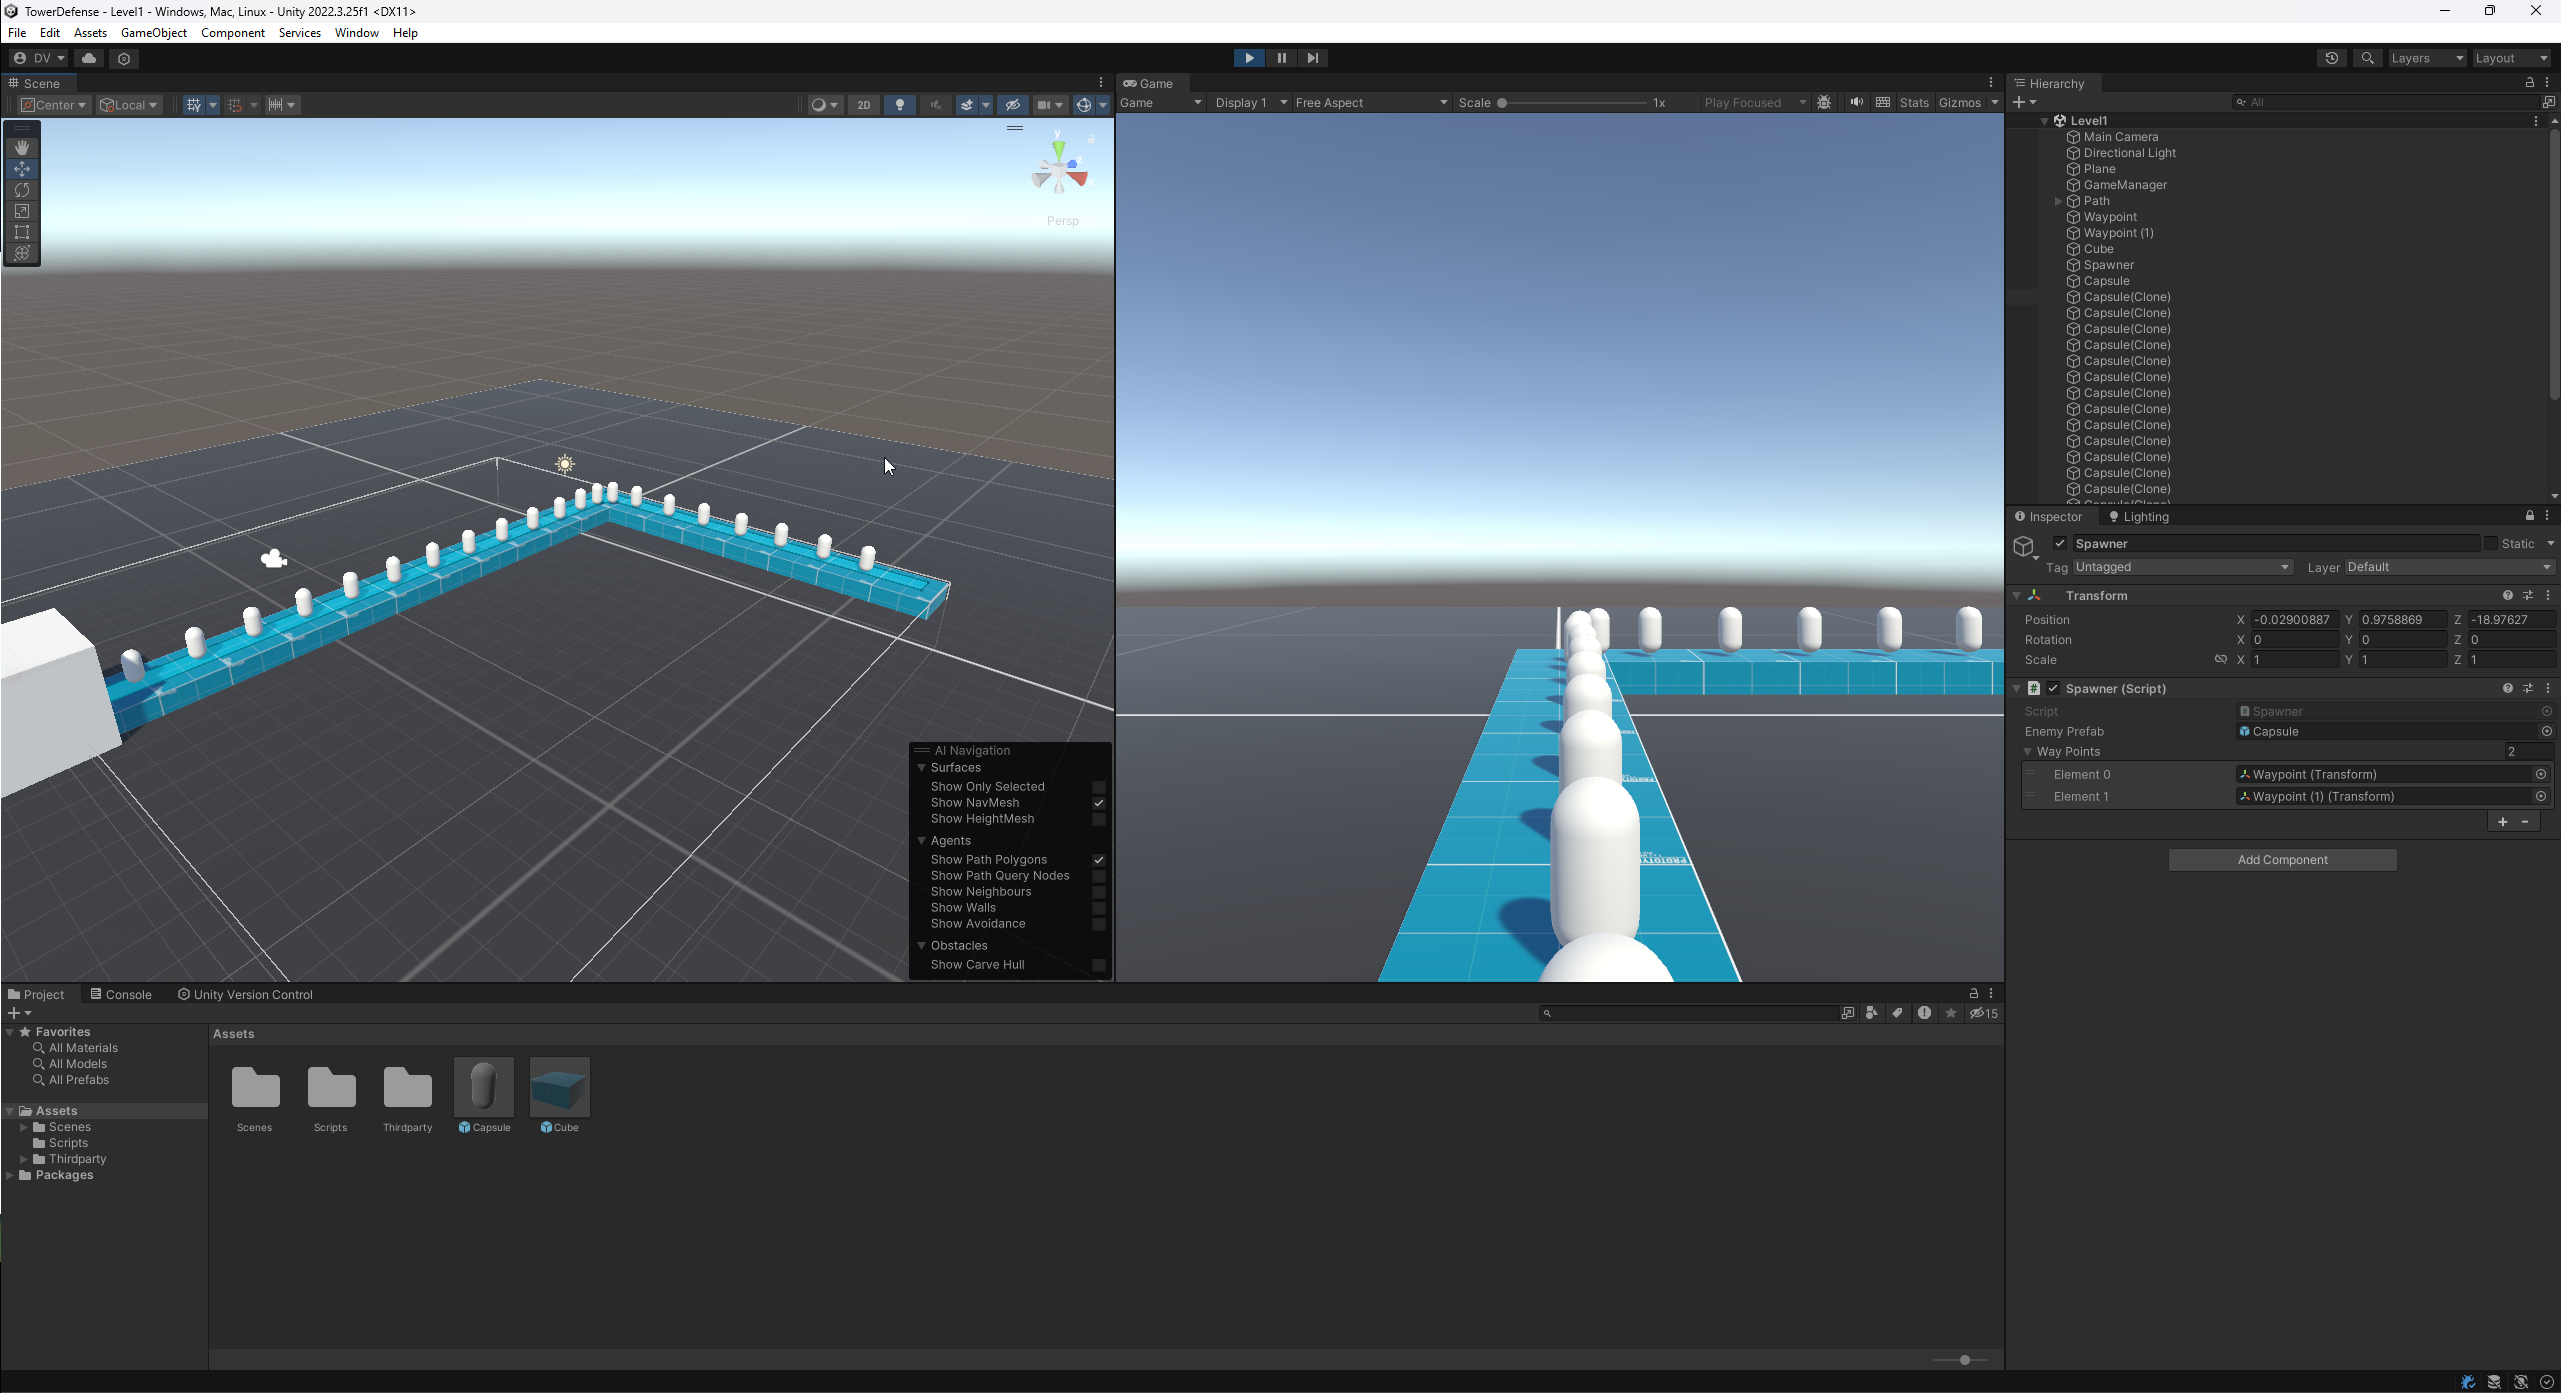 TowerDefense - Level1 - Windows, Mac, Linux - Unity 2022.3.25f1 <DX11>
File Edit Assets GameObject Component Services Window Help
DV
Layers Layout
Scene
Center Local
2D
y
Persp
AI Navigation
Surfaces
Show Only Selected
Show NavMesh
Show HeightMesh
Agents
Show Path Polygons
Show Path Query Nodes
Show Neighbours
Show Walls
Show Avoidance
Obstacles
Show Carve Hull
Game
Game Display 1 Free Aspect Scale 1x Play Focused Stats Gizmos
Hierarchy
All
Level1
Main Camera
Directional Light
Plane
GameManager
Path
Waypoint
Waypoint (1)
Cube
Spawner
Capsule
Capsule(Clone)
Capsule(Clone)
Capsule(Clone)
Capsule(Clone)
Capsule(Clone)
Capsule(Clone)
Capsule(Clone)
Capsule(Clone)
Capsule(Clone)
Capsule(Clone)
Capsule(Clone)
Capsule(Clone)
Capsule(Clone)
Inspector Lighting
Spawner Static
Tag Untagged Layer Default
Transform
Position X -0.02900887 Y 0.9758869 Z -18.97627
Rotation X 0 Y 0 Z 0
Scale X 1 Y 1 Z 1
# Spawner (Script)
Script Spawner
Enemy Prefab Capsule
Way Points 2
Element 0 Waypoint (Transform)
Element 1 Waypoint (1) (Transform)
+ -
Add Component
Project Console Unity Version Control
15
Favorites
All Materials
All Models
All Prefabs
Assets
Scenes
Scripts
Thirdparty
Packages
Assets
Scenes Scripts Thirdparty Capsule Cube